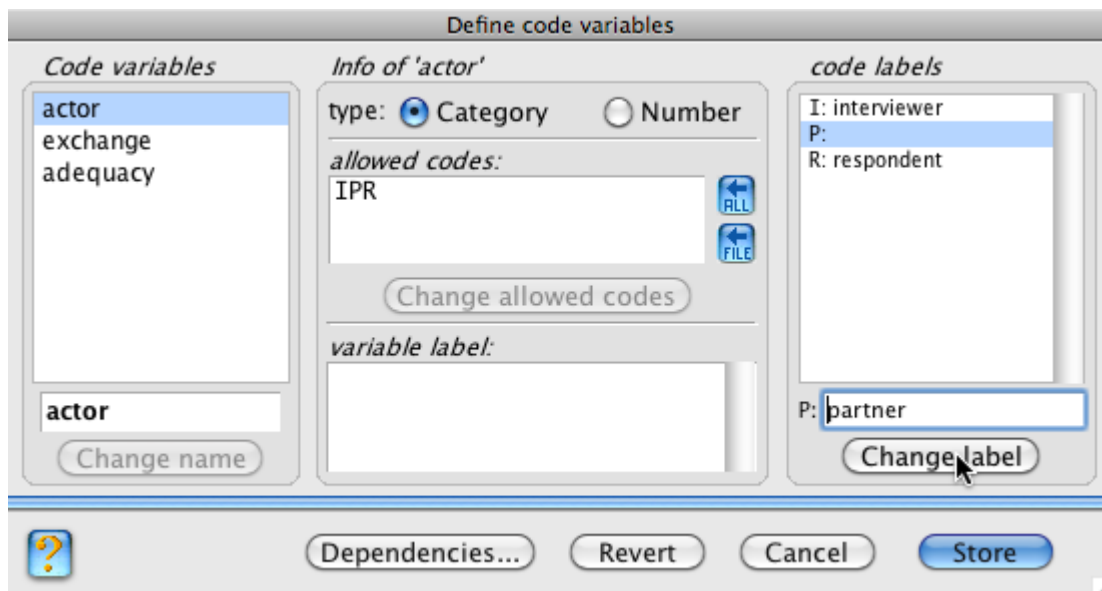 Define code variables
Code variables
actor
exchange
adequacy
actor
Change name
Info of 'actor'
type: Category Number
allowed codes:
IPR
ALL
FILE
Change allowed codes
variable label:
code labels
I: interviewer
P:
R: respondent
P: partner
Change label
? Dependencies... Revert Cancel Store